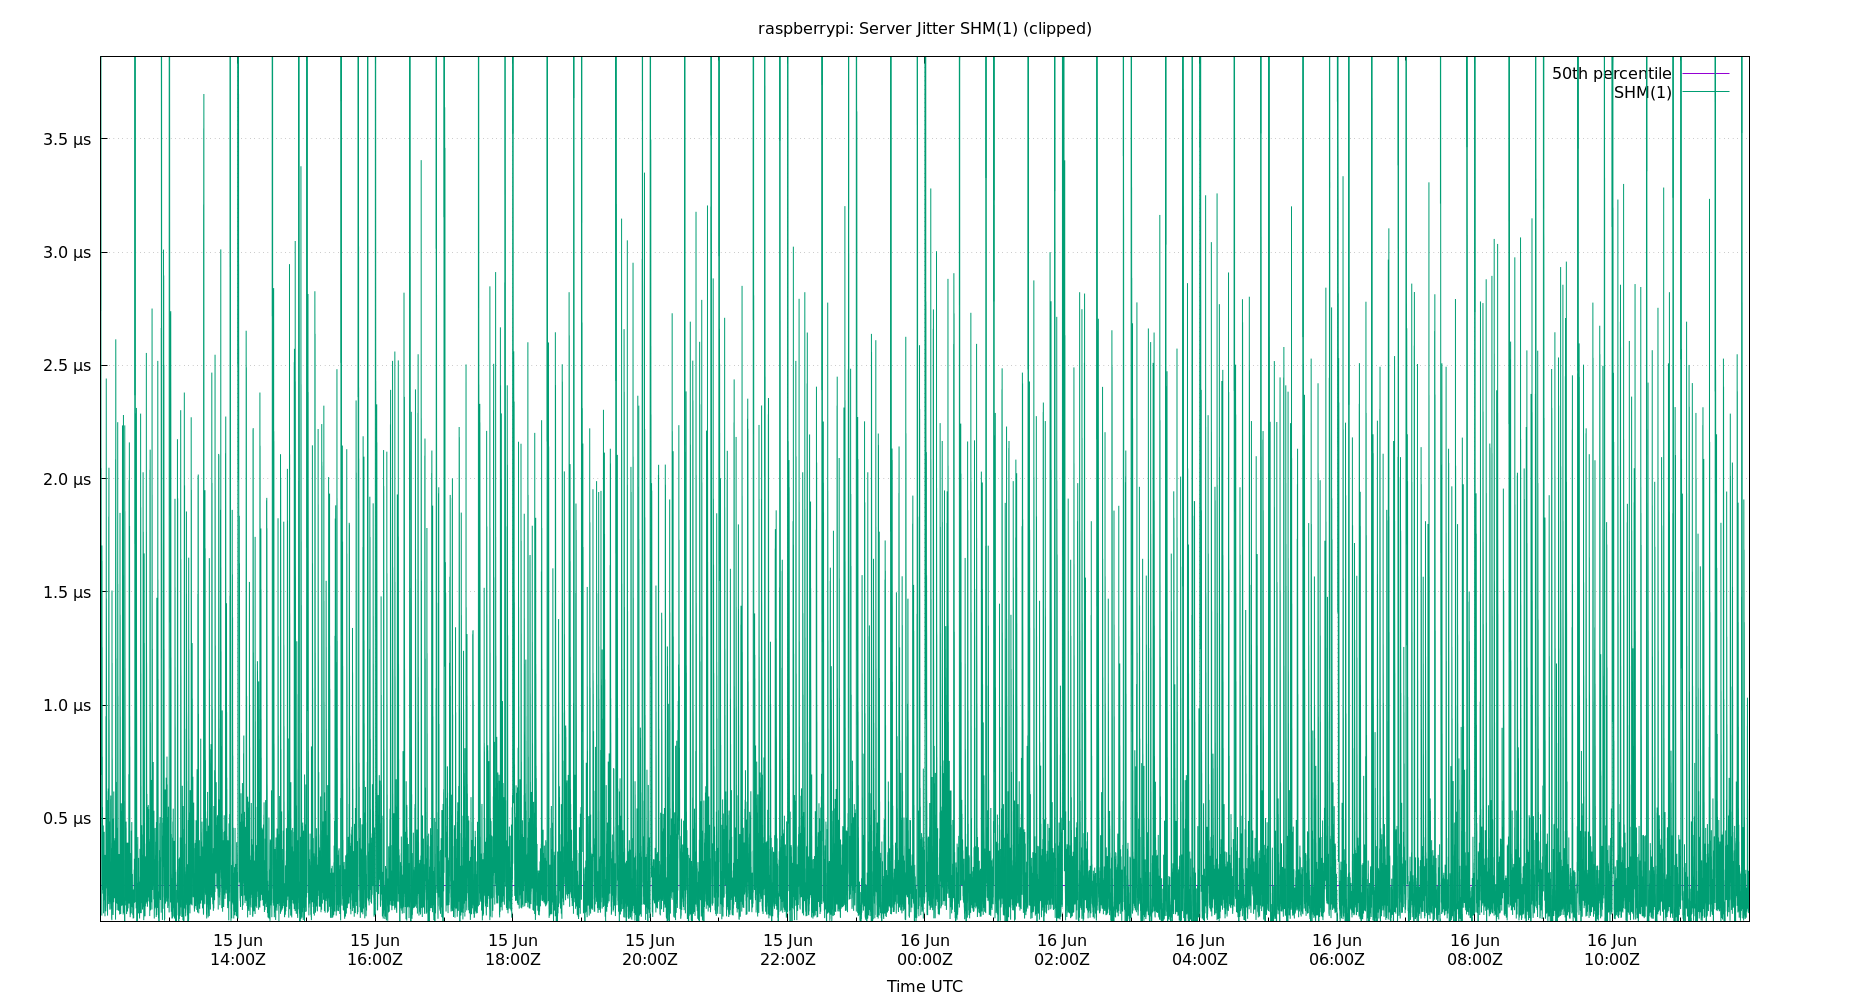 raspberrypi: Server Jitter SHM(1) (clipped)
50th percentile
SHM(1)
3.5 µs
3.0 µs
2.5 µs
2.0 µs
1.5 µs
1.0 µs
0.5 µs
15 Jun 15 Jun 15 Jun 15 Jun 15 Jun 16 Jun 16 Jun 16 Jun 16 Jun 16 Jun 16 Jun
14:00Z 16:00Z 18:00Z 20:00Z 22:00Z 00:00Z 02:00Z 04:00Z 06:00Z 08:00Z 10:00Z
Time UTC